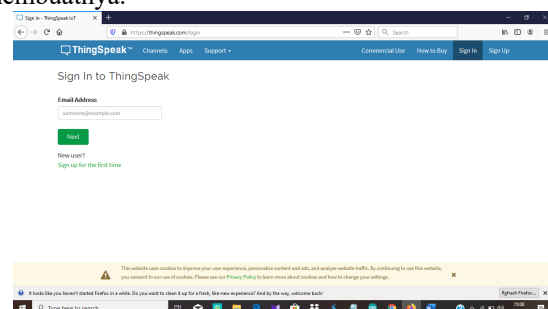 membuatnya.
Sign In - ThingSpeak IoT
https://thingspeak.com/login
Search
ThingSpeak™ Channels Apps Support
Commercial Use How to Buy Sign In Sign Up
Sign In to ThingSpeak
Email Address
someone@example.com
Next
New user?
Sign up for the first time
This website uses cookies to improve your user experience, personalize content and ads, and analyze website traffic. By continuing to use this website,
you consent to our use of cookies. Please see our Privacy Policy to learn more about cookies and how to change your settings.
It looks like you haven't started Firefox in a while. Do you want to clean it up for a fresh, like-new experience? And by the way, welcome back!
Refresh Firefox...
Type here to search
15:08